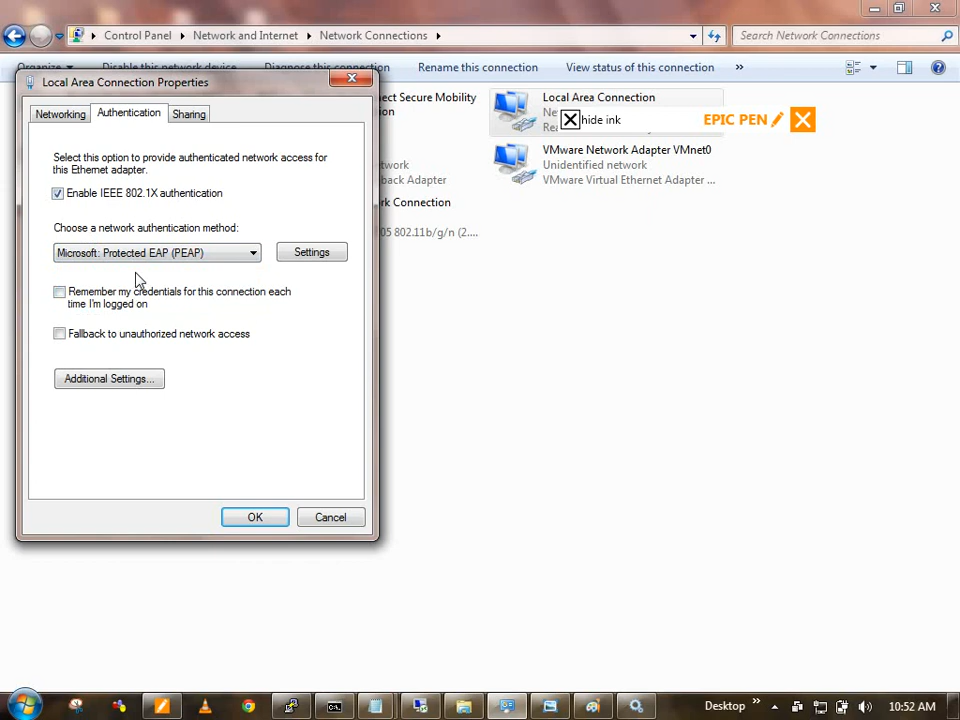 Control Panel Network and Internet Network Connections
Search Network Connections
Organize Disable this network device Diagnose this connection Rename this connection View status of this connection »
Local Area Connection Properties
Networking Authentication Sharing
Select this option to provide authenticated network access for
this Ethernet adapter.
Enable IEEE 802.1X authentication
Choose a network authentication method:
Microsoft: Protected EAP (PEAP) Settings
Remember my credentials for this connection each
time I'm logged on
Fallback to unauthorized network access
Additional Settings...
OK Cancel
Secure Mobility
Local Area Connection
hide ink
EPIC PEN
VMware Network Adapter VMnet0
Unidentified network
VMware Virtual Ethernet Adapter ...
Adapter
Connection
802.11b/g/n (2....
Desktop » 10:52 AM